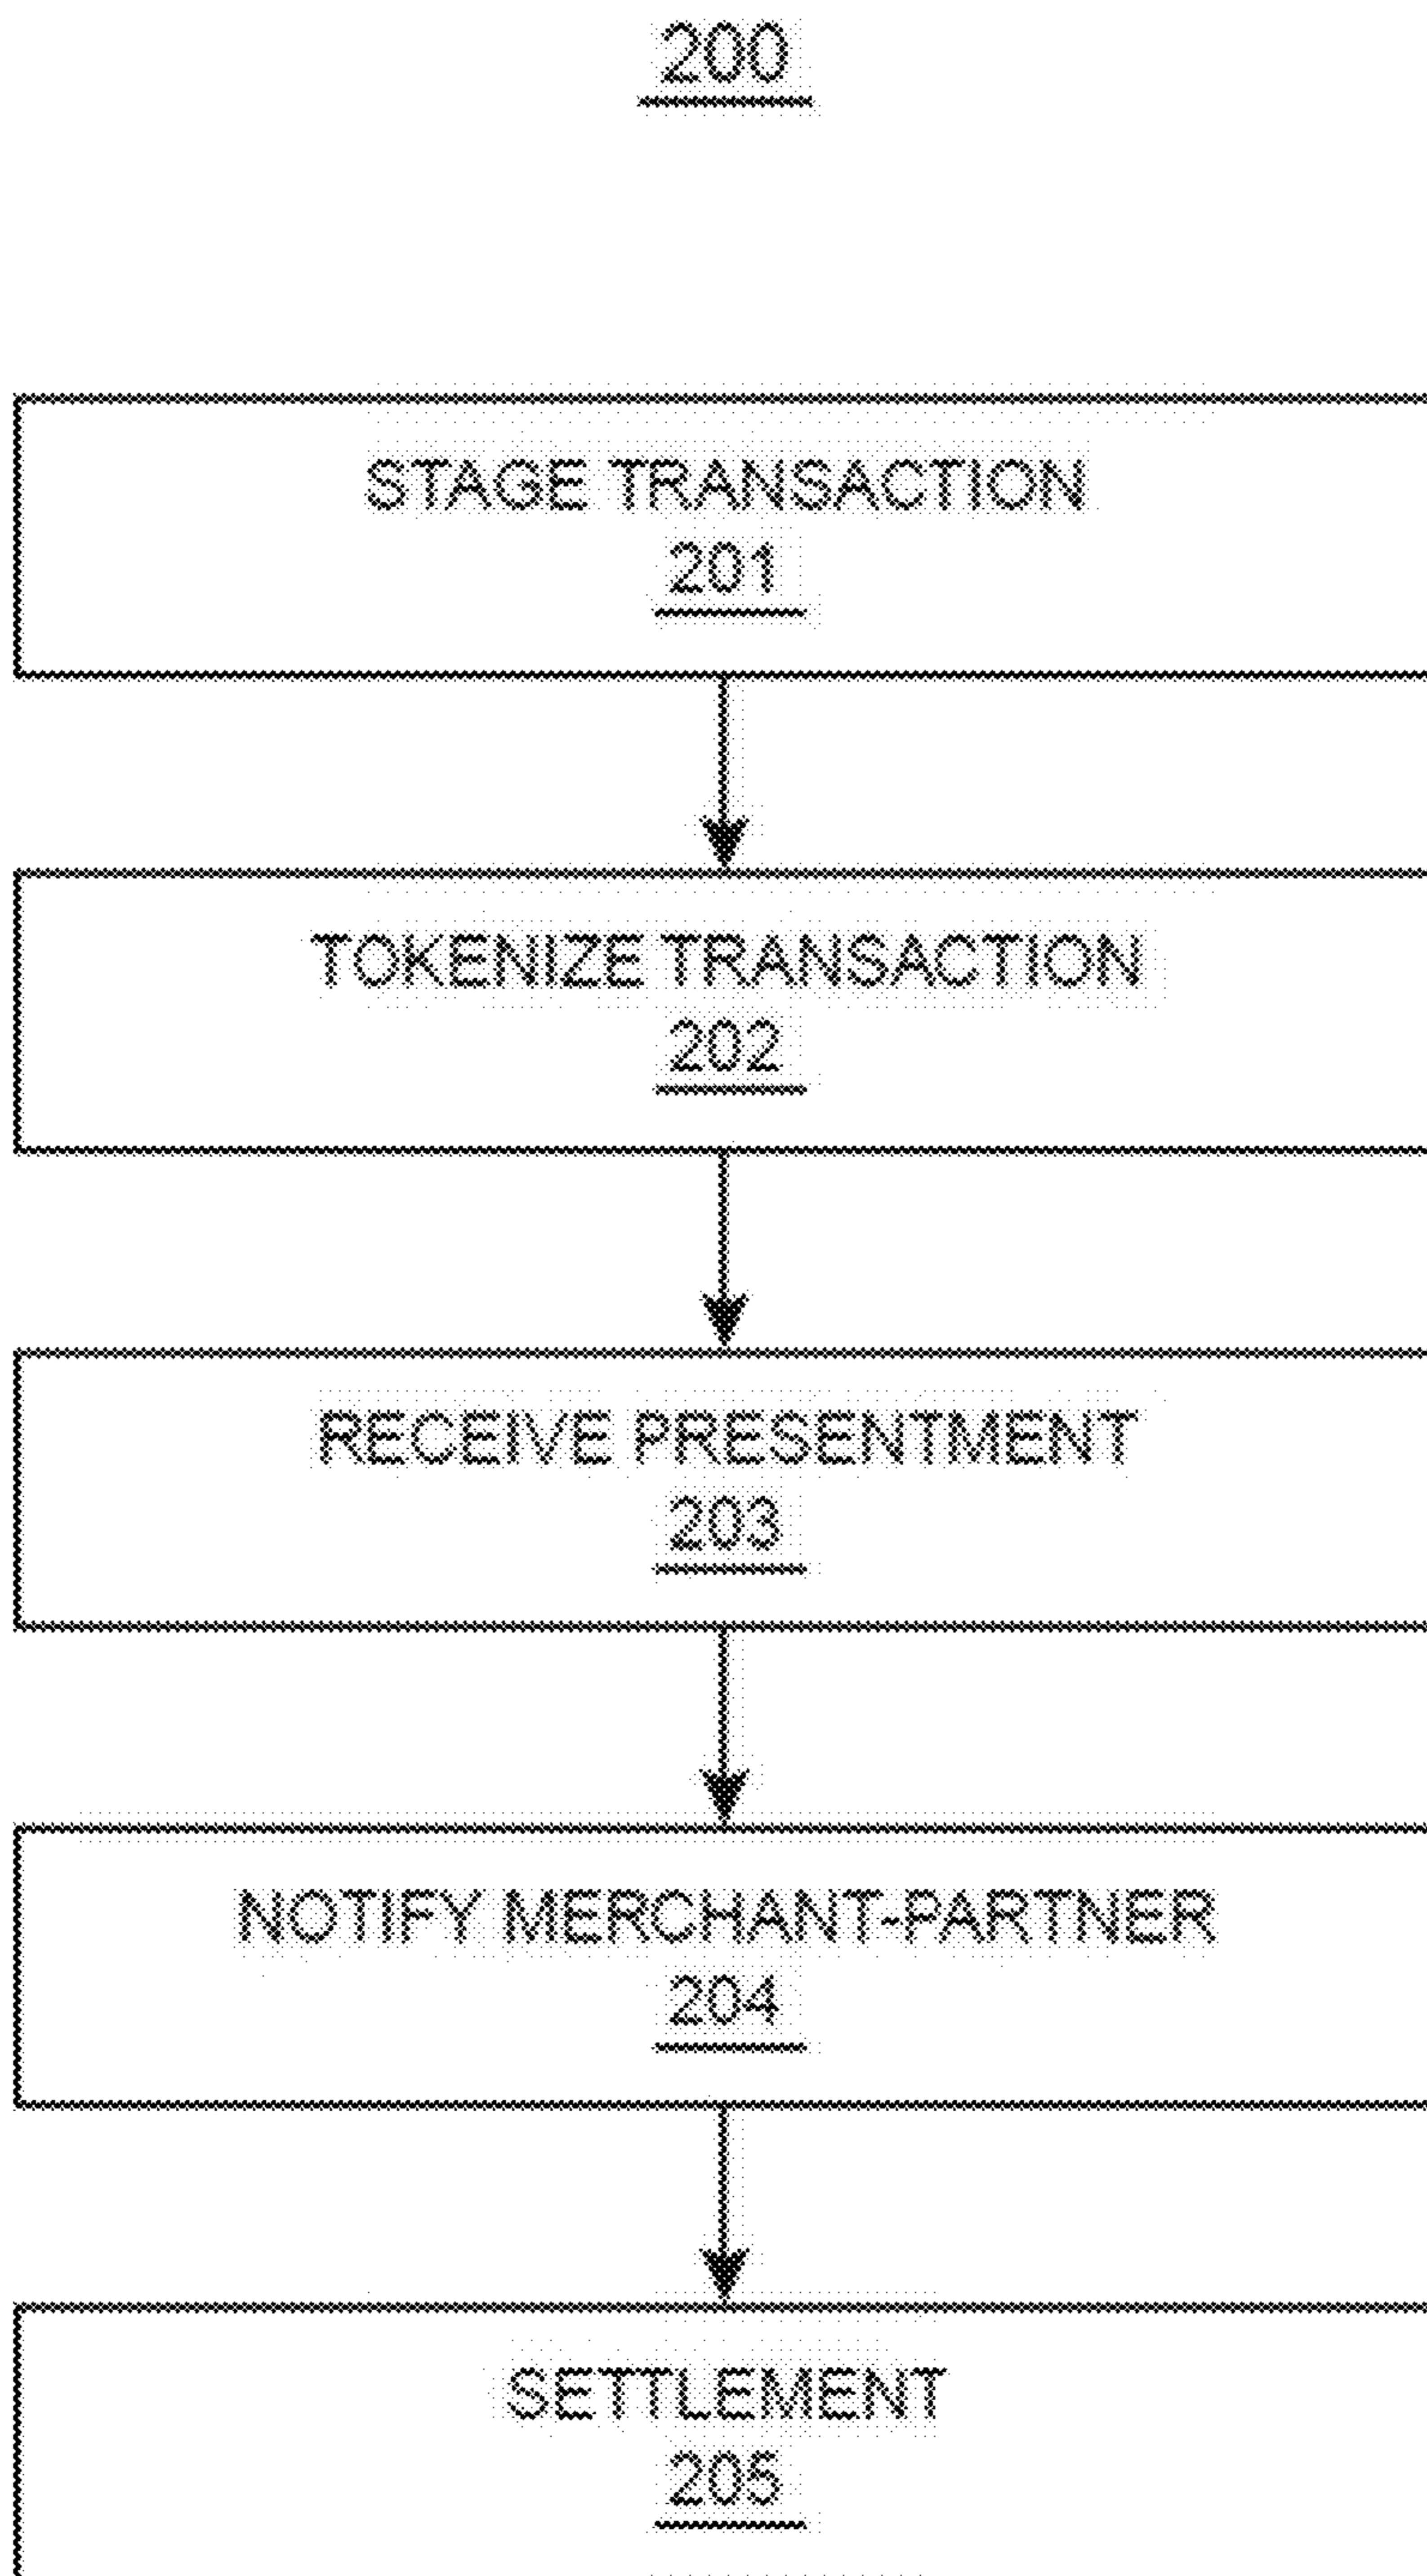 200
STAGE TRANSACTION
201
TOKENIZE TRANSACTION
202
RECEIVE PRESENTMENT
203
NOTIFY MERCHANT-PARTNER
204
SETTLEMENT
205